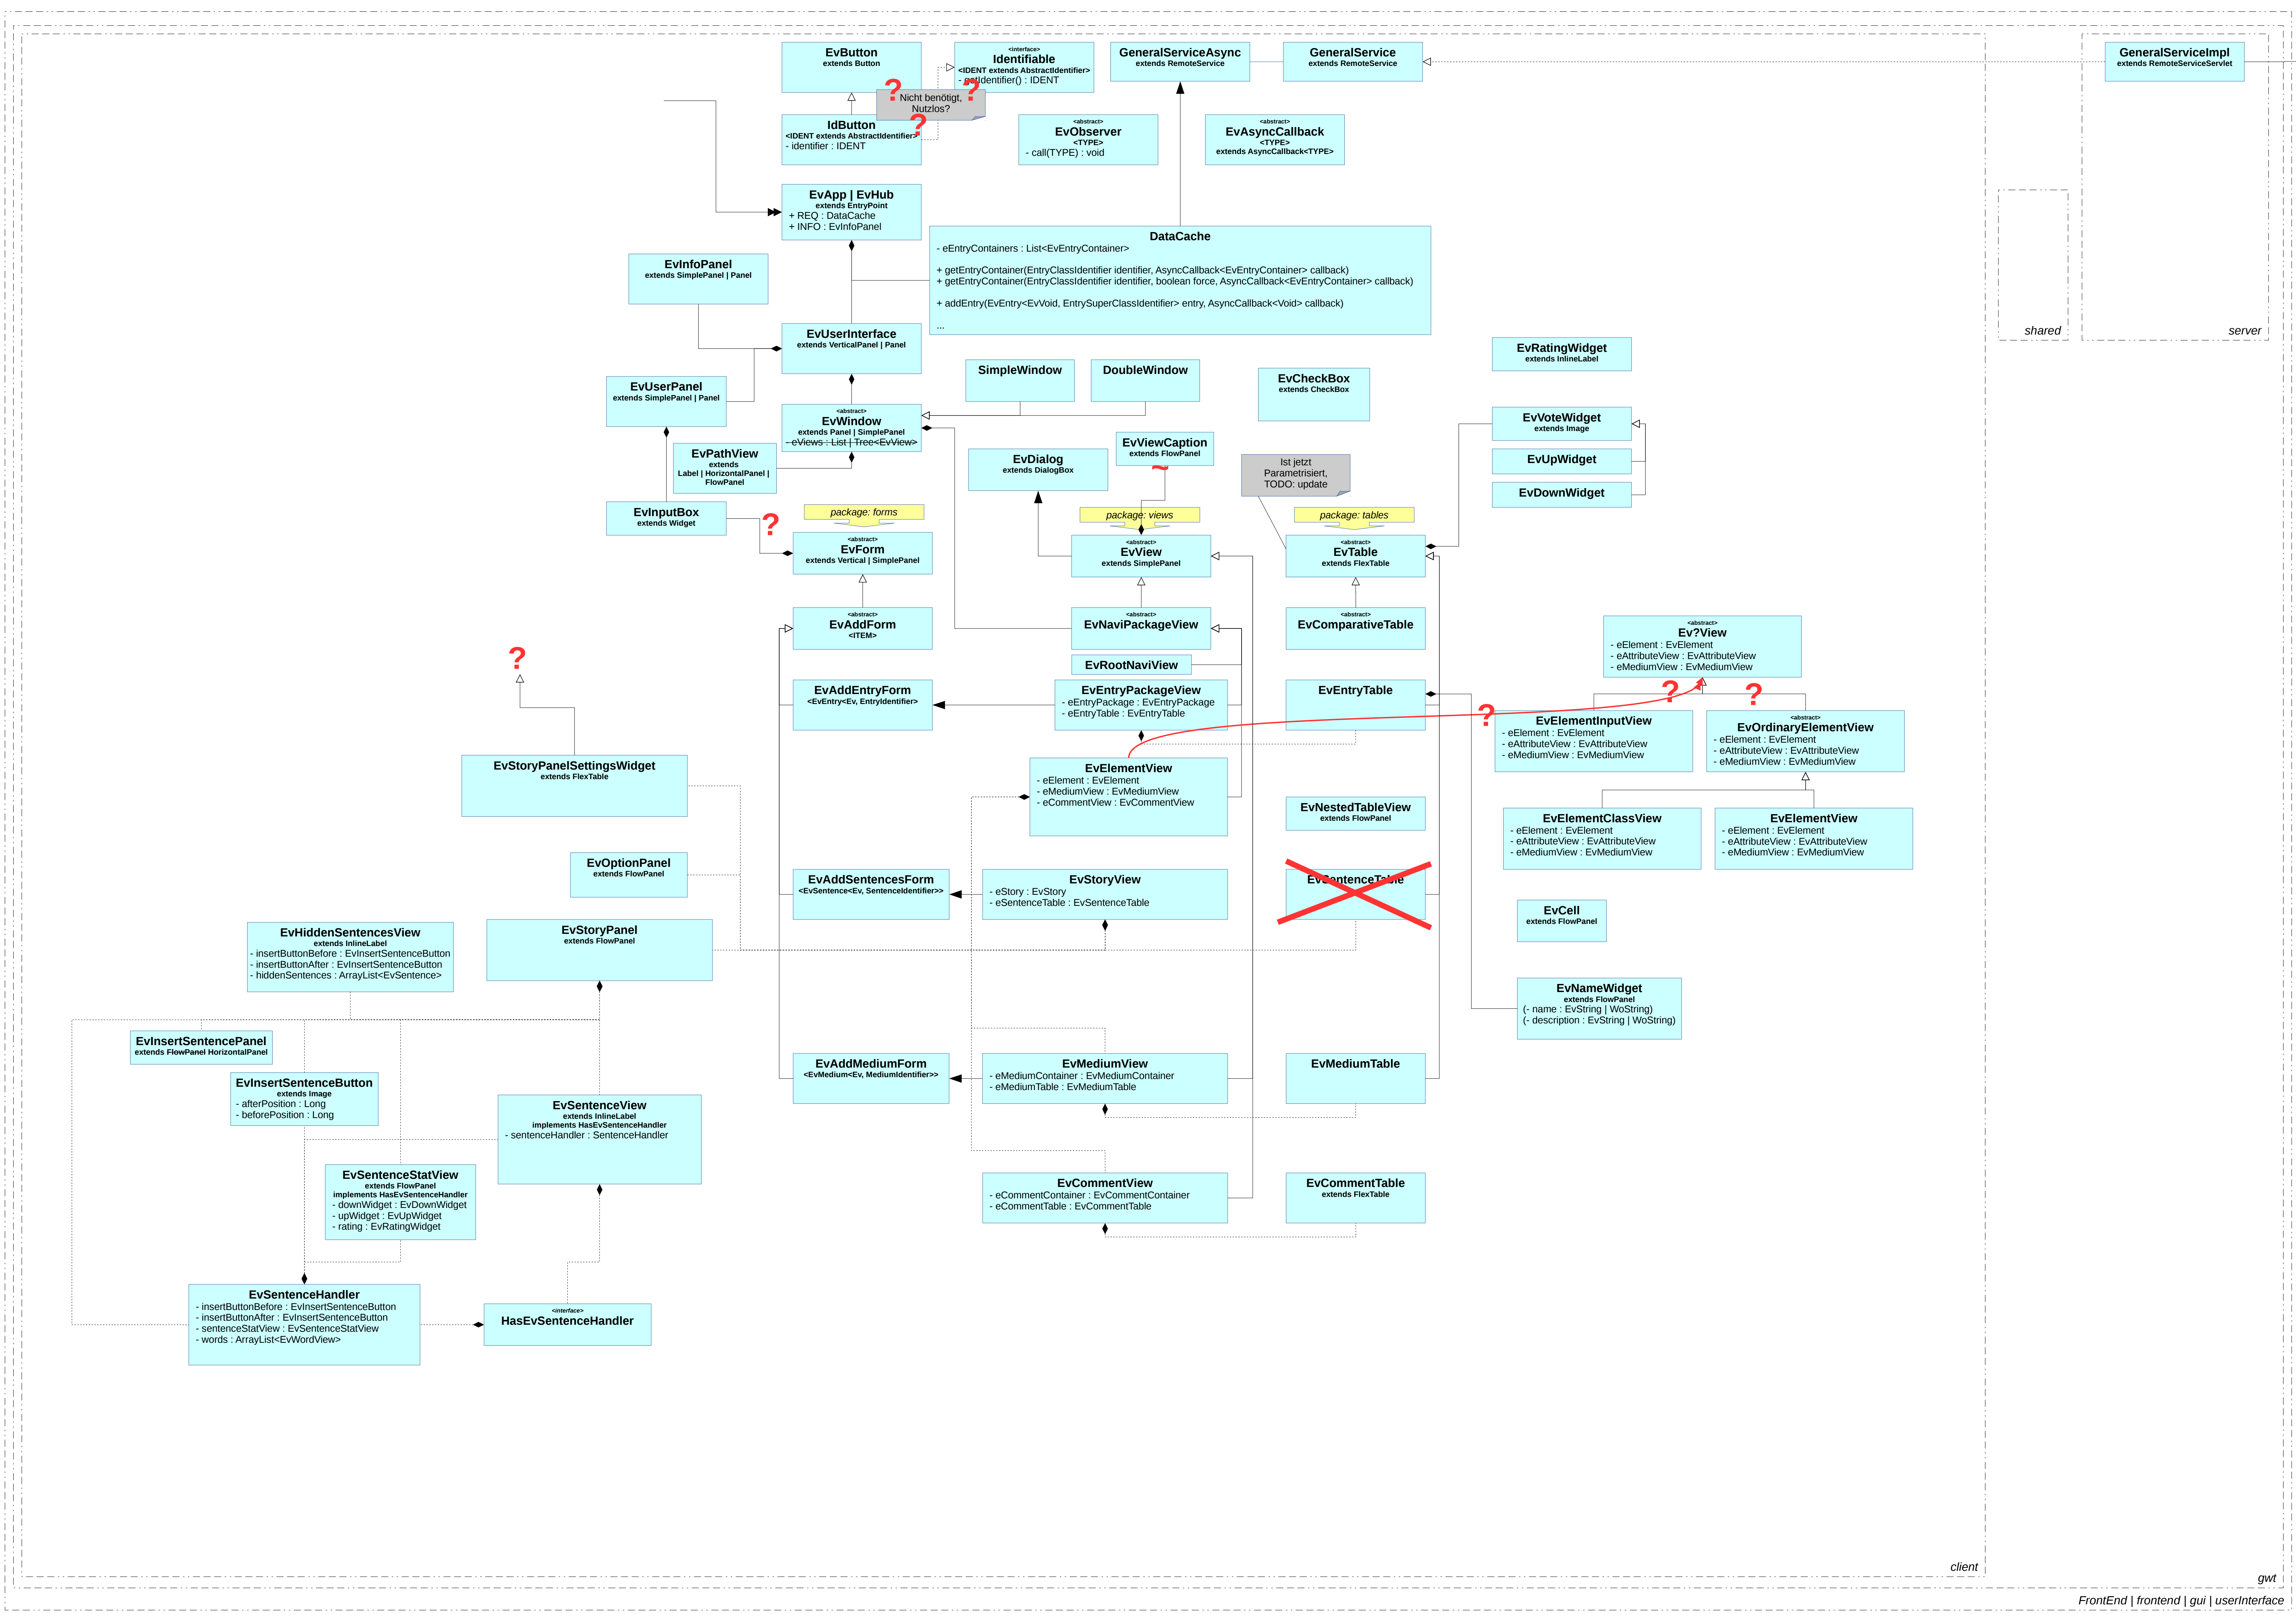 EvButton
extends Button
<interface>
Identifiable
<IDENT extends AbstractIdentifier>
- getIdentifier() : IDENT
GeneralServiceAsync
extends RemoteService
GeneralService
extends RemoteService
GeneralServiceImpl
extends RemoteServiceServlet
?
?
Nicht benötigt,
Nutzlos?
?
IdButton
<IDENT extends AbstractIdentifier>
- identifier : IDENT
<abstract>
EvObserver
<TYPE>
- call(TYPE) : void
<abstract>
EvAsyncCallback
<TYPE>
extends AsyncCallback<TYPE>
EvApp | EvHub
extends EntryPoint
+ REQ : DataCache
+ INFO : EvInfoPanel
DataCache
- eEntryContainers : List<EvEntryContainer>
+ getEntryContainer(EntryClassIdentifier identifier, AsyncCallback<EvEntryContainer> callback)
+ getEntryContainer(EntryClassIdentifier identifier, boolean force, AsyncCallback<EvEntryContainer> callback)
+ addEntry(EvEntry<EvVoid, EntrySuperClassIdentifier> entry, AsyncCallback<Void> callback)
...
EvInfoPanel
extends SimplePanel | Panel
shared
server
EvUserInterface
extends VerticalPanel | Panel
EvUserPanel
extends SimplePanel | Panel
SimpleWindow
DoubleWindow
EvCheckBox
extends CheckBox
EvRatingWidget
extends InlineLabel
<abstract>
EvWindow
extends Panel | SimplePanel
- eViews : List | Tree<EvView>
EvPathView
extends
Label | HorizontalPanel |
FlowPanel
EvDialog
extends DialogBox
EvViewCaption
extends FlowPanel
~
Ist jetzt
Parametrisiert,
TODO: update
EvVoteWidget
extends Image
EvUpWidget
EvDownWidget
EvInputBox
extends Widget
?
package: forms
package: views
package: tables
<abstract>
EvForm
extends Vertical | SimplePanel
<abstract>
EvView
extends SimplePanel
<abstract>
EvTable
extends FlexTable
<abstract>
EvAddForm
<ITEM>
<abstract>
EvNaviPackageView
<abstract>
EvComparativeTable
<abstract>
Ev?View
- eElement : EvElement
- eAttributeView : EvAttributeView
- eMediumView : EvMediumView
?
EvRootNaviView
EvAddEntryForm
<EvEntry<Ev, EntryIdentifier>
EvEntryPackageView
- eEntryPackage : EvEntryPackage
- eEntryTable : EvEntryTable
EvEntryTable
?
?
?
EvElementInputView
- eElement : EvElement
- eAttributeView : EvAttributeView
- eMediumView : EvMediumView
<abstract>
EvOrdinaryElementView
- eElement : EvElement
- eAttributeView : EvAttributeView
- eMediumView : EvMediumView
EvStoryPanelSettingsWidget
extends FlexTable
EvElementView
- eElement : EvElement
- eMediumView : EvMediumView
- eCommentView : EvCommentView
EvNestedTableView
extends FlowPanel
EvElementClassView
- eElement : EvElement
- eAttributeView : EvAttributeView
- eMediumView : EvMediumView
EvElementView
- eElement : EvElement
- eAttributeView : EvAttributeView
- eMediumView : EvMediumView
EvOptionPanel
extends FlowPanel
EvAddSentencesForm
<EvSentence<Ev, SentenceIdentifier>>
EvStoryView
- eStory : EvStory
- eSentenceTable : EvSentenceTable
EvSentenceTable
EvCell
extends FlowPanel
EvHiddenSentencesView
extends InlineLabel
- insertButtonBefore : EvInsertSentenceButton
- insertButtonAfter : EvInsertSentenceButton
- hiddenSentences : ArrayList<EvSentence>
EvStoryPanel
extends FlowPanel
EvNameWidget
extends FlowPanel
(- name : EvString | WoString)
(- description : EvString | WoString)
EvInsertSentencePanel
extends FlowPanel HorizontalPanel
EvInsertSentenceButton
extends Image
- afterPosition : Long
- beforePosition : Long
EvAddMediumForm
<EvMedium<Ev, MediumIdentifier>>
EvMediumView
- eMediumContainer : EvMediumContainer
- eMediumTable : EvMediumTable
EvMediumTable
EvSentenceView
extends InlineLabel
implements HasEvSentenceHandler
- sentenceHandler : SentenceHandler
EvSentenceStatView
extends FlowPanel
implements HasEvSentenceHandler
- downWidget : EvDownWidget
- upWidget : EvUpWidget
- rating : EvRatingWidget
EvCommentView
- eCommentContainer : EvCommentContainer
- eCommentTable : EvCommentTable
EvCommentTable
extends FlexTable
EvSentenceHandler
- insertButtonBefore : EvInsertSentenceButton
- insertButtonAfter : EvInsertSentenceButton
- sentenceStatView : EvSentenceStatView
- words : ArrayList<EvWordView>
<interface>
HasEvSentenceHandler
client
gwt
FrontEnd | frontend | gui | userInterface